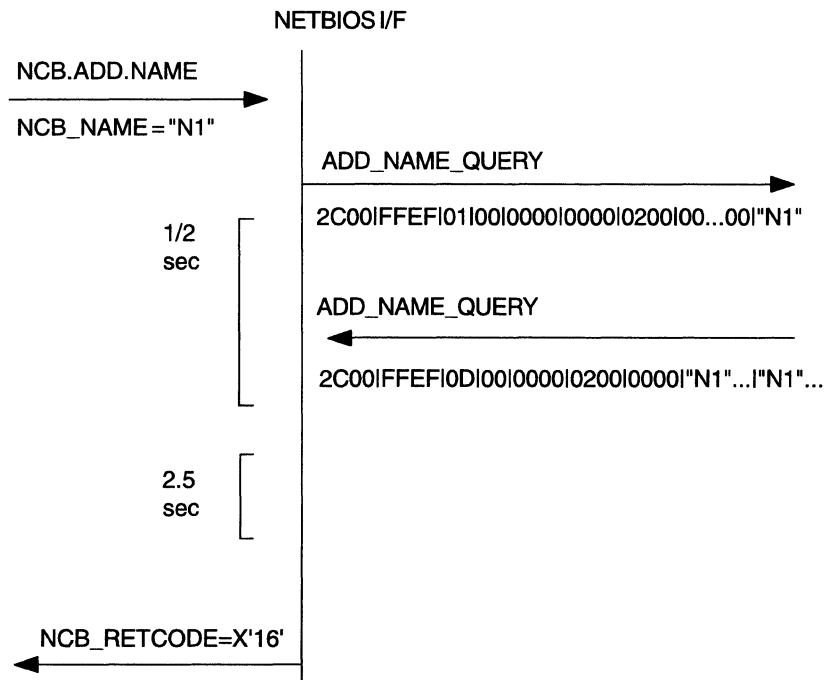 NETBIOS I/F
NCB.ADD.NAME
NCB_NAME="N1"
ADD_NAME_QUERY
2C00|FFEF|01|00|0000|0000|0200|00...00|"N1"
1/2
sec
ADD_NAME_QUERY
2C00|FFEF|0D|00|0000|0200|0000|"N1"...|"N1"...
2.5
sec
NCB_RETCODE=X'16'